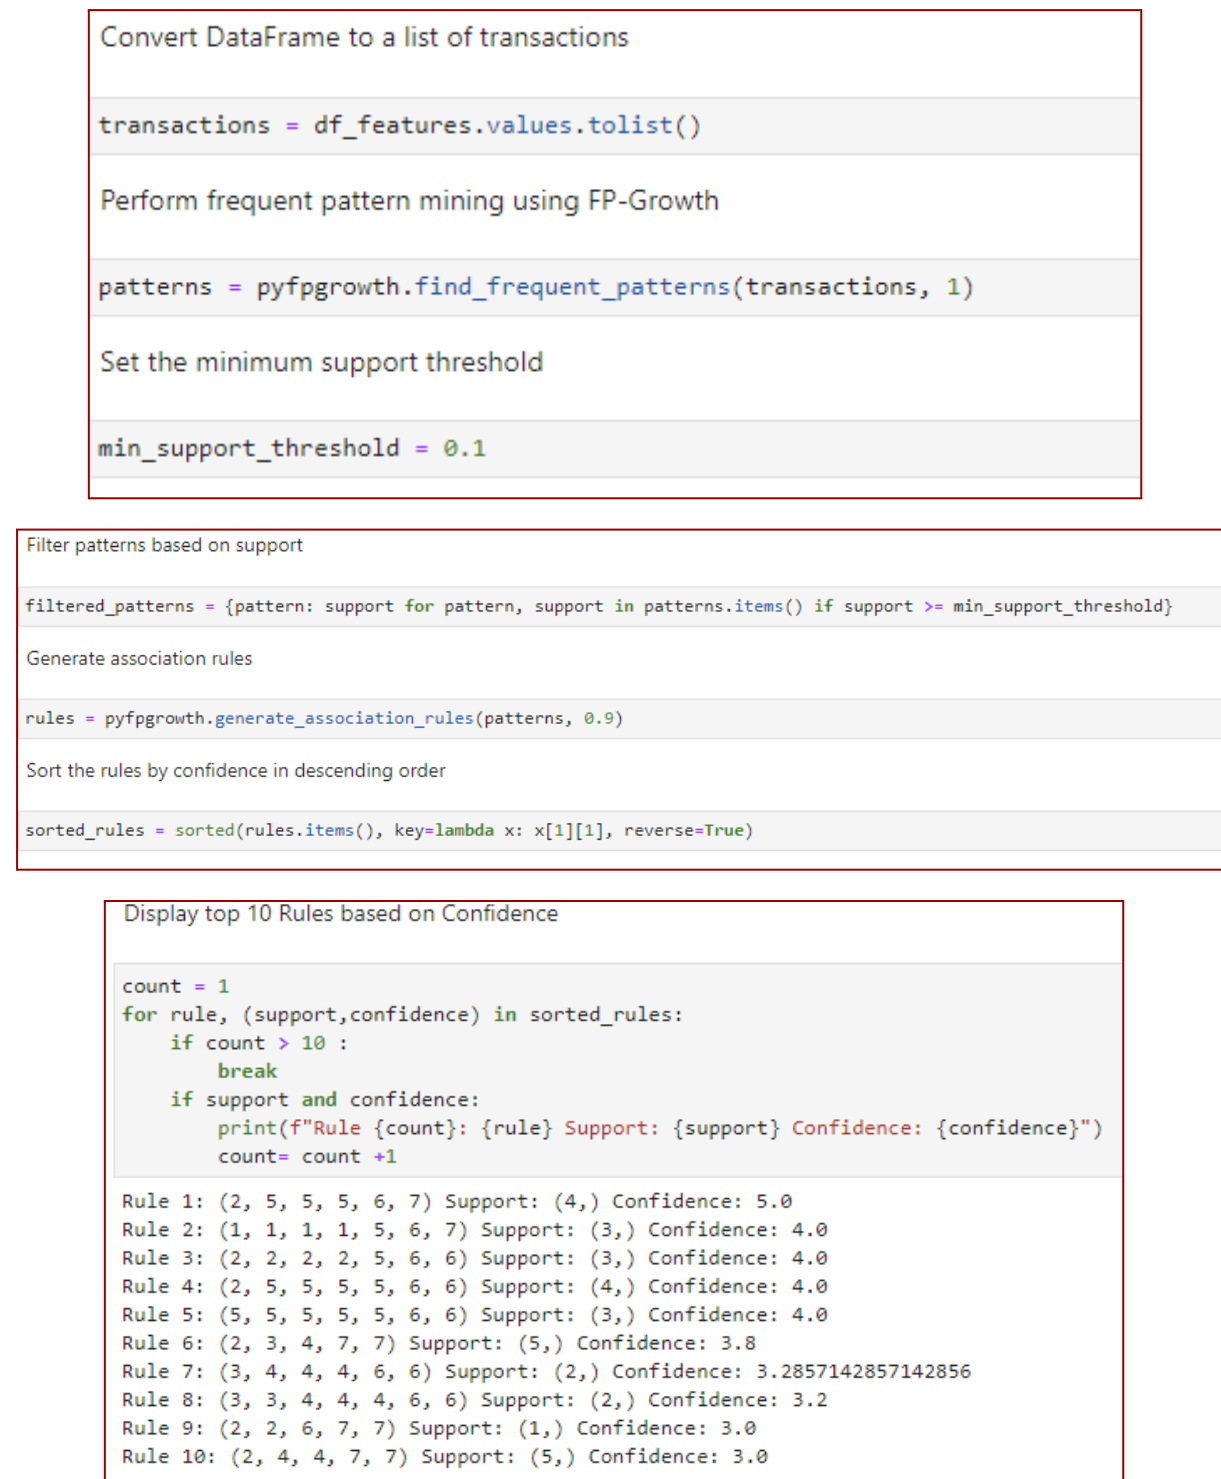 Convert DataFrame to a list of transactions
transactions = df_features.values.tolist()
Perform frequent pattern mining using FP-Growth
patterns = pyfpgrowth.find_frequent_patterns(transactions, 1)
Set the minimum support threshold
min_support_threshold = 0.1
Filter patterns based on support
filtered_patterns = {pattern: support for pattern, support in patterns.items() if support >= min_support_threshold}
Generate association rules
rules = pyfpgrowth.generate_association_rules(patterns, 0.9)
Sort the rules by confidence in descending order
sorted_rules = sorted(rules.items(), key=lambda x: x[1][1], reverse=True)
Display top 10 Rules based on Confidence
count = 1
for rule, (support,confidence) in sorted_rules:
    if count > 10 :
        break
    if support and confidence:
        print(f"Rule {count}: {rule} Support: {support} Confidence: {confidence}")
        count= count +1
Rule 1: (2, 5, 5, 5, 6, 7) Support: (4,) Confidence: 5.0
Rule 2: (1, 1, 1, 1, 5, 6, 7) Support: (3,) Confidence: 4.0
Rule 3: (2, 2, 2, 2, 5, 6, 6) Support: (3,) Confidence: 4.0
Rule 4: (2, 5, 5, 5, 5, 6, 6) Support: (4,) Confidence: 4.0
Rule 5: (5, 5, 5, 5, 5, 6, 6) Support: (3,) Confidence: 4.0
Rule 6: (2, 3, 4, 7, 7) Support: (5,) Confidence: 3.8
Rule 7: (3, 4, 4, 4, 6, 6) Support: (2,) Confidence: 3.2857142857142856
Rule 8: (3, 3, 4, 4, 4, 6, 6) Support: (2,) Confidence: 3.2
Rule 9: (2, 2, 6, 7, 7) Support: (1,) Confidence: 3.0
Rule 10: (2, 4, 4, 7, 7) Support: (5,) Confidence: 3.0